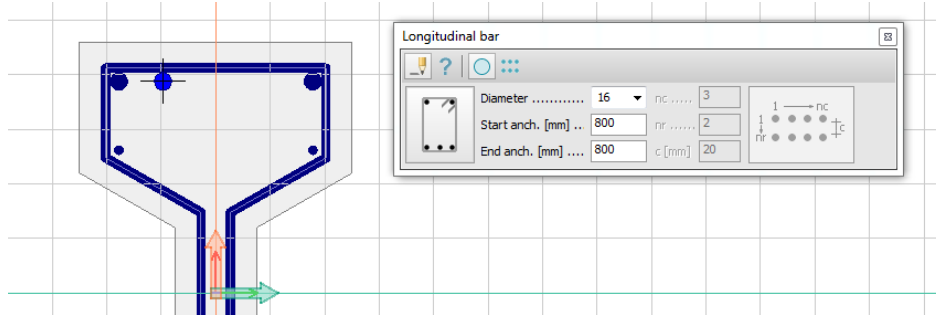 Longitudinal bar
?
Diameter ............ 16 nc ..... 3
Start anch. [mm] ... 800 nr ...... 2
End anch. [mm] .... 800 c [mm] 20
1 nc
1
nr c